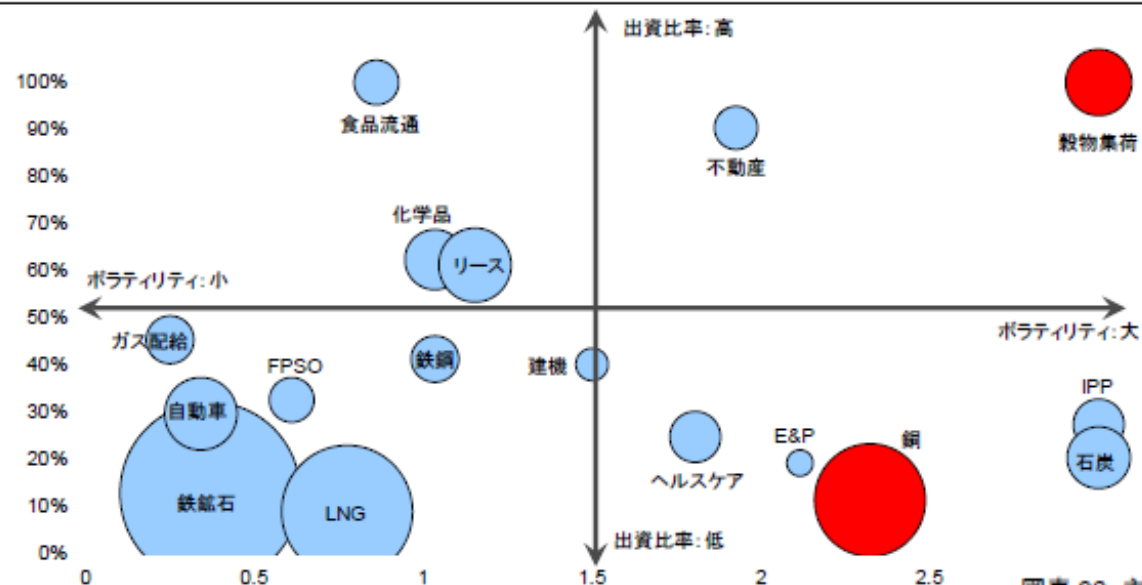 出資比率：高
100%
食品流通
90%
不動産
穀物集荷
80%
70%
化学品
60%
リース
ボラティリティ：小
50%
ボラティリティ：大
ガス配給
40%
鉄鋼
建機
FPSO
IPP
30%
自動車
E&P
銅
20%
ヘルスケア
石炭
10%
鉄鉱石
LNG
0%
出資比率：低
0
0.5
1
1.5
2
2.5